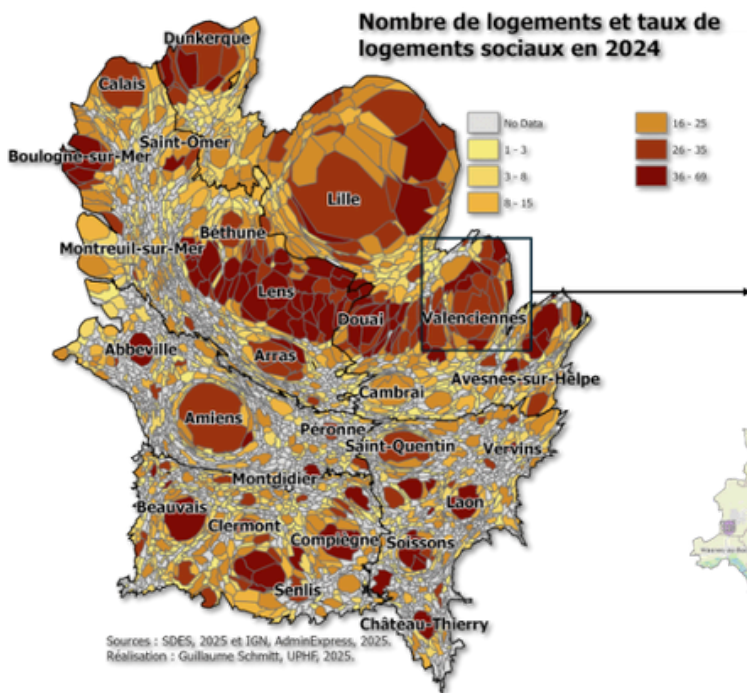 Nombre de logements et taux de
logements sociaux en 2024
No Data
1 - 3
3 - 8
8 - 15
16 - 25
26 - 35
36 - 69
Dunkerque
Calais
Saint-Omer
Boulogne-sur-Mer
Lille
Béthune
Montreuil-sur-Mer
Lens
Douai
Valenciennes
Abbeville
Arras
Cambrai
Avesnes-sur-Helpe
Amiens
Péronne
Saint-Quentin
Vervins
Montdidier
Beauvais
Laon
Clermont
Compiègne
Soissons
Senlis
Château-Thierry
Sources : SDES, 2025 et IGN, AdminExpress, 2025.
Réalisation : Guillaume Schmitt, UPHF, 2025.